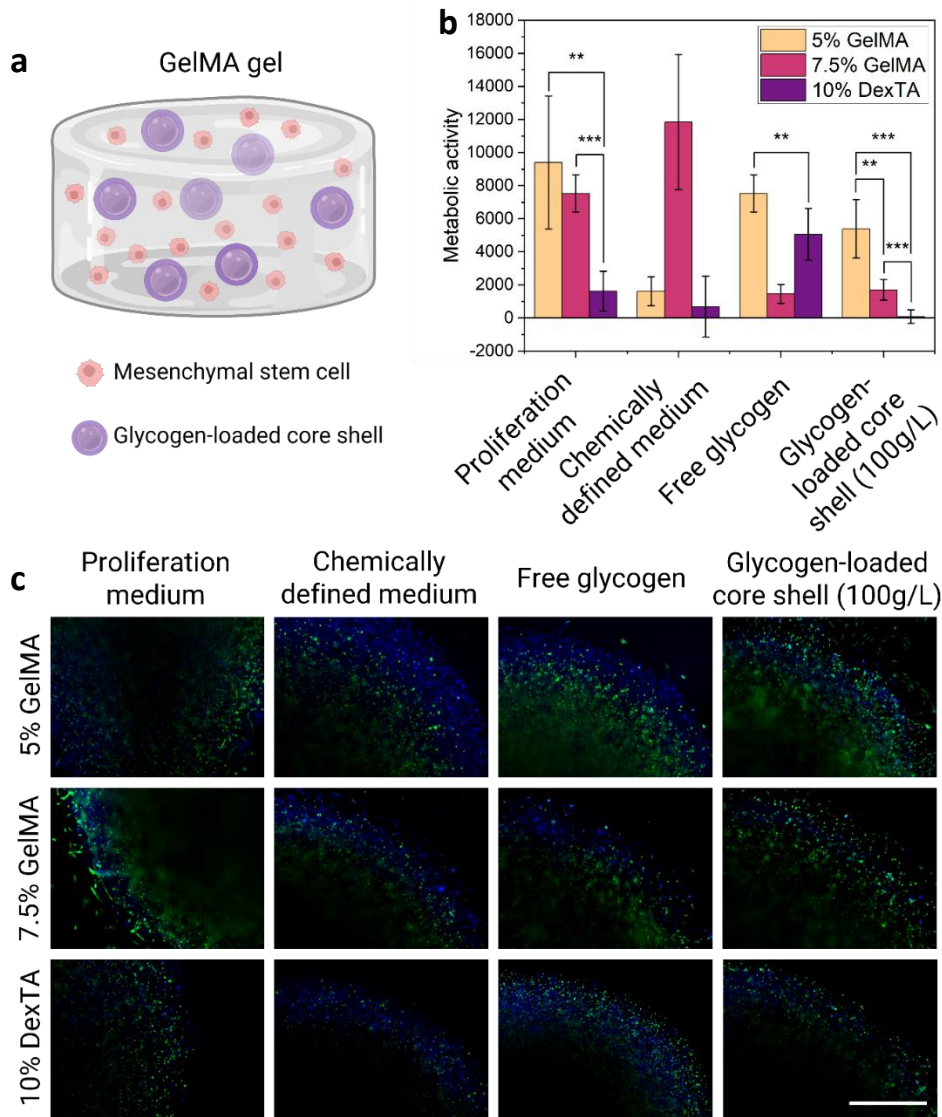 a
GelMA gel
Mesenchymal stem cell
Glycogen-loaded core shell
b
18000
16000
14000
12000
10000
8000
6000
4000
2000
0
-2000
Metabolic activity
5% GelMA
7.5% GelMA
10% DexTA
**
***
**
***
**
***
Proliferation
medium
Chemically
defined medium
Free glycogen
Glycogen-
loaded core
shell (100g/L)
c
Proliferation
medium
Chemically
defined medium
Free glycogen
Glycogen-loaded
core shell (100g/L)
5% GelMA
7.5% GelMA
10% DexTA